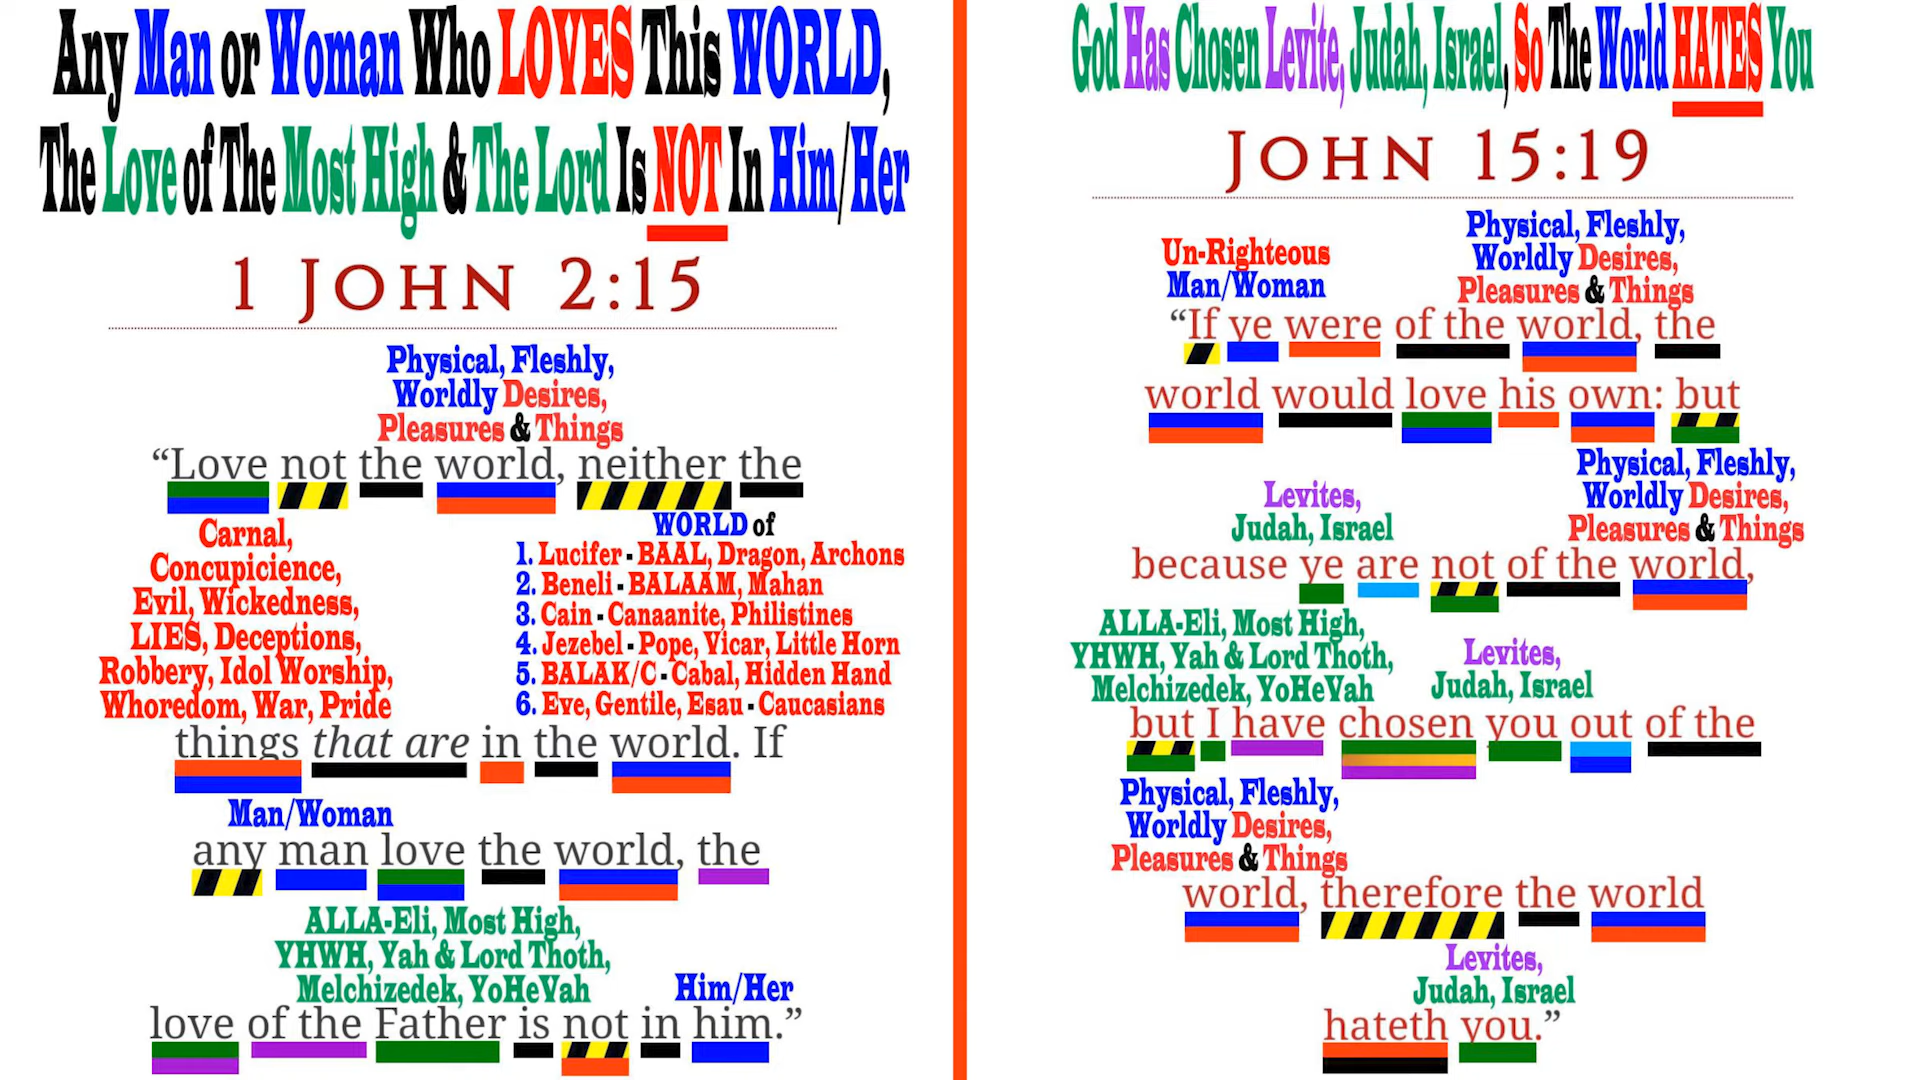 Any Man or Woman Who LOVES This WORLD,
The Love of The Most High & The Lord Is NOT In Him/Her
1 JOHN 2:15
Physical, Fleshly,
Worldly Desires,
Pleasures & Things
“Love not the world, neither the
Carnal,
Concupicience,
Evil, Wickedness,
LIES, Deceptions,
Robbery, Idol Worship,
Whoredom, War, Pride
WORLD of
1. Lucifer - BAAL, Dragon, Archons
2. Beneli - BALAAM, Mahan
3. Cain - Canaanite, Philistines
4. Jezebel - Pope, Vicar, Little Horn
5. BALAK/C - Cabal, Hidden Hand
6. Eve, Gentile, Esau - Caucasians
things that are in the world. If
Man/Woman
any man love the world, the
ALLA-Eli, Most High,
YHWH, Yah & Lord Thoth,
Melchizedek, YoHeVah
Him/Her
love of the Father is not in him.”
God Has Chosen Levite, Judah, Israel, So The World HATES You
JOHN 15:19
Un-Righteous
Man/Woman
Physical, Fleshly,
Worldly Desires,
Pleasures & Things
“If ye were of the world, the
world would love his own: but
Levites,
Judah, Israel
Physical, Fleshly,
Worldly Desires,
Pleasures & Things
because ye are not of the world,
ALLA-Eli, Most High,
YHWH, Yah & Lord Thoth,
Melchizedek, YoHeVah
Levites,
Judah, Israel
but I have chosen you out of the
Physical, Fleshly,
Worldly Desires,
Pleasures & Things
world, therefore the world
Levites,
Judah, Israel
hateth you.”